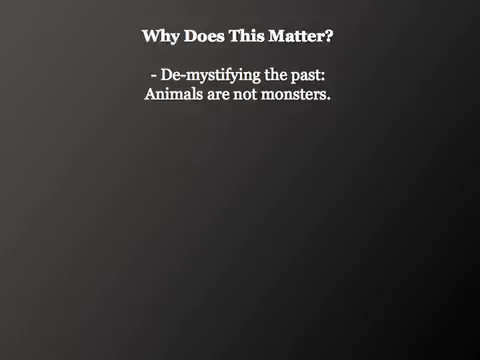 Why Does This Matter?
- De-mystifying the past:
Animals are not monsters.